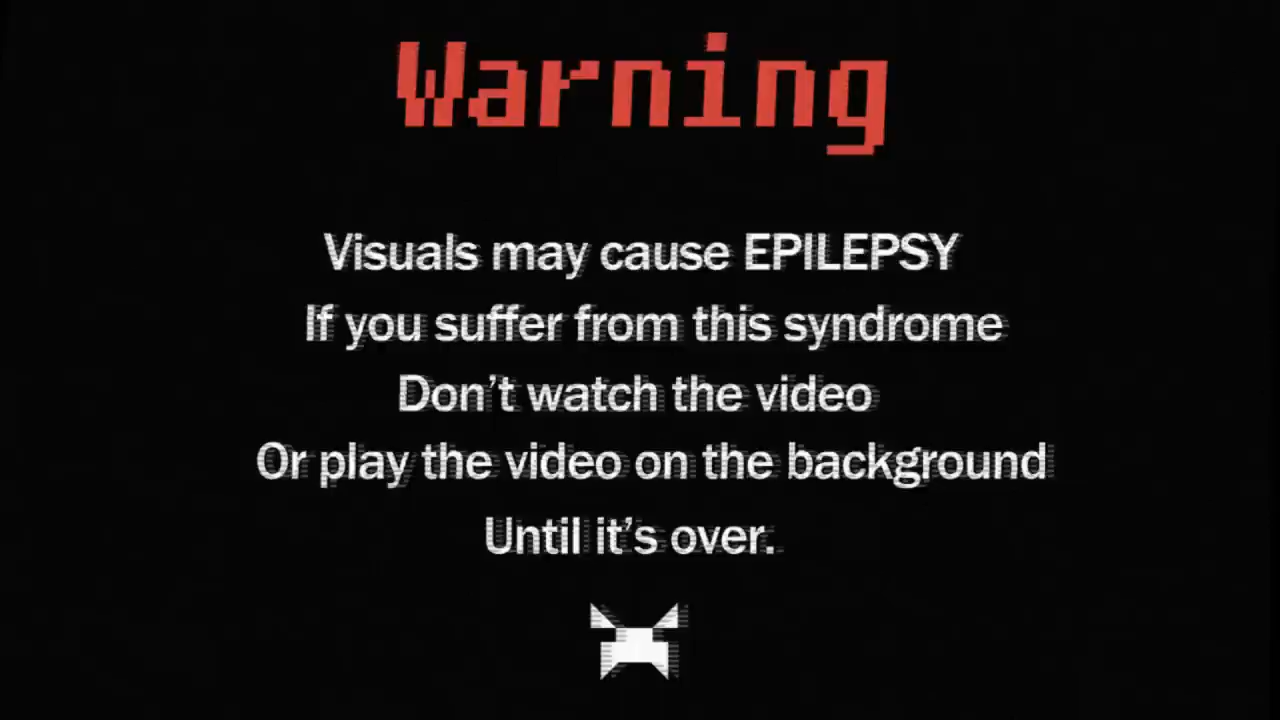 Warning
Visuals may cause EPILEPSY
If you suffer from this syndrome
Don’t watch the video
Or play the video on the background
Until it’s over.